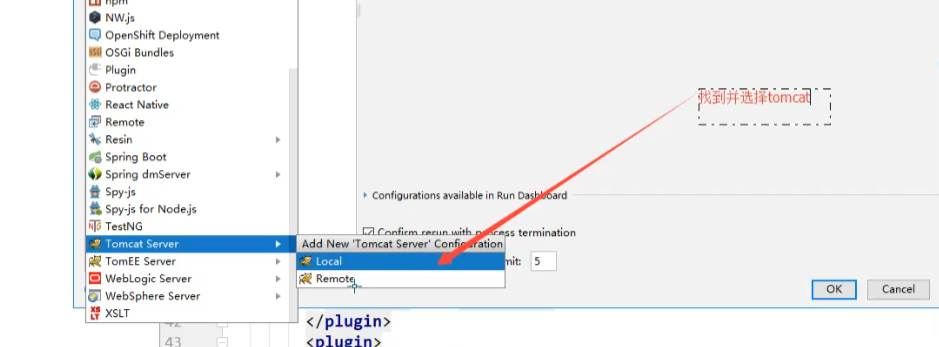 npm
NW.js
OpenShift Deployment
OSGi Bundles
Plugin
Protractor
React Native
Remote
Resin
Spring Boot
Spring dmServer
Spy-js
Spy-js for Node.js
TestNG
Tomcat Server
TomEE Server
WebLogic Server
WebSphere Server
XSLT
Add New 'Tomcat Server' Configuration
Local
Remote
找到并选择tomcat
Configurations available in Run Dashboard
Confirm rerun with process termination
mit: 5
OK
Cancel
42
</plugin>
43
<plugin>